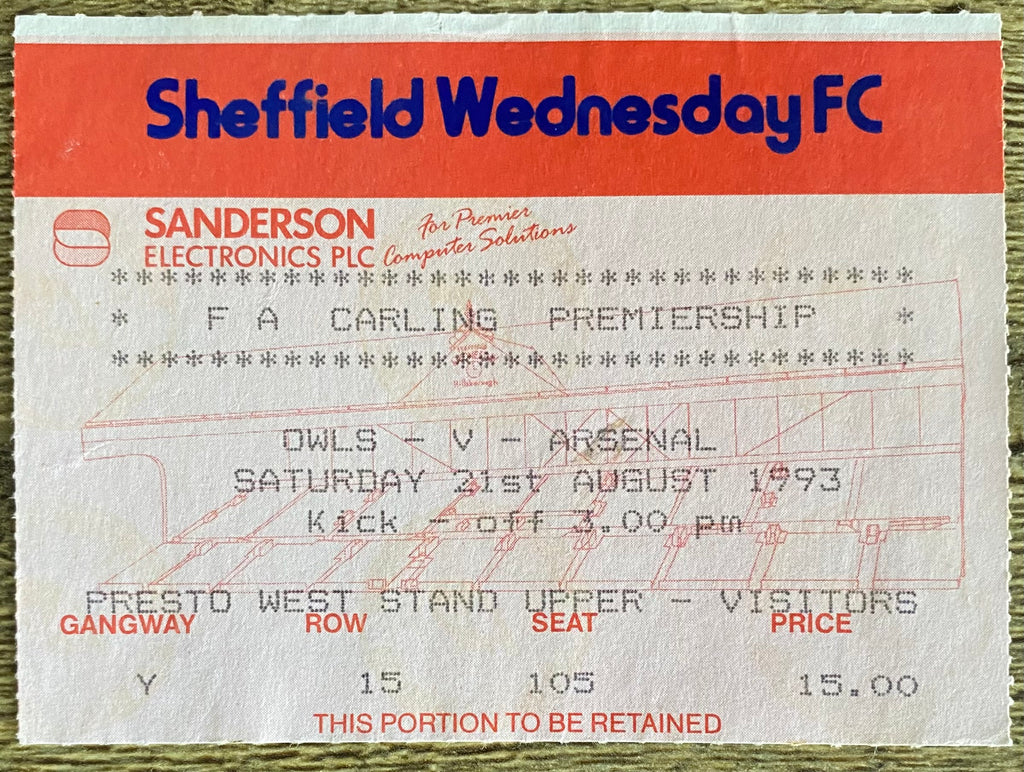 Sheffield Wednesday FC
SANDERSON
ELECTRONICS PLC
For Premier
Computer Solutions
* * * * * * * * * * * * * * * * * * * * * * * * * * * * * * * * *
* F A CARLING PREMIERSHIP *
* * * * * * * * * * * * * * * * * * * * * * * * * * * * * * * * *
Hillsborough
OWLS - V - ARSENAL
SATURDAY 21st AUGUST 1993
Kick - off 3.00 pm
PRESTO WEST STAND UPPER - VISITORS
GANGWAY ROW SEAT PRICE
Y 15 105 15.00
THIS PORTION TO BE RETAINED